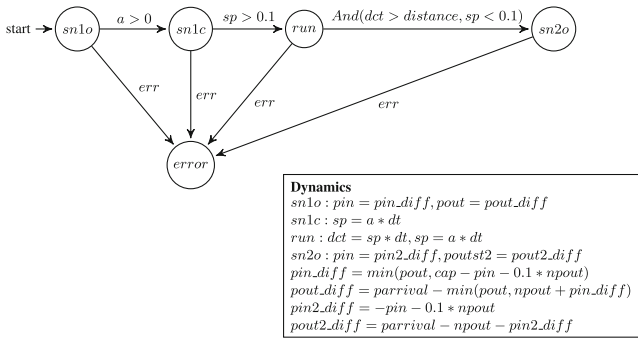 start
sn1o
a > 0
sn1c
sp > 0.1
run
And(dct > distance, sp < 0.1)
sn2o
err
err
err
err
error
Dynamics
sn1o : pin = pin_diff, pout = pout_diff
sn1c : sp = a * dt
run : dct = sp * dt, sp = a * dt
sn2o : pin = pin2_diff, poutst2 = pout2_diff
pin_diff = min(pout, cap − pin − 0.1 * npout)
pout_diff = parrival − min(pout, npout + pin_diff)
pin2_diff = −pin − 0.1 * npout
pout2_diff = parrival − npout − pin2_diff